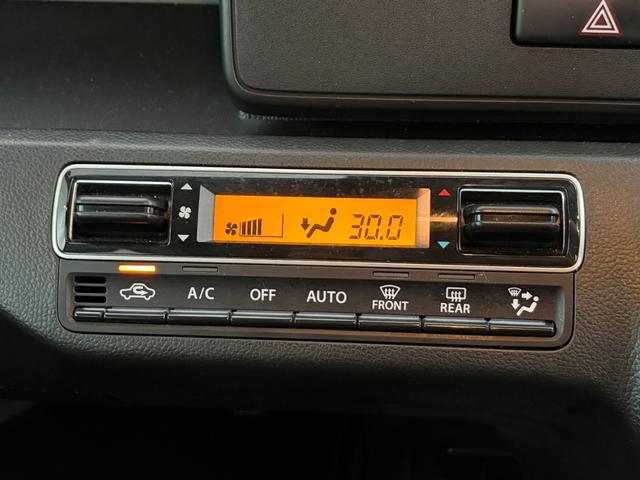 30.0
A/C OFF AUTO FRONT REAR